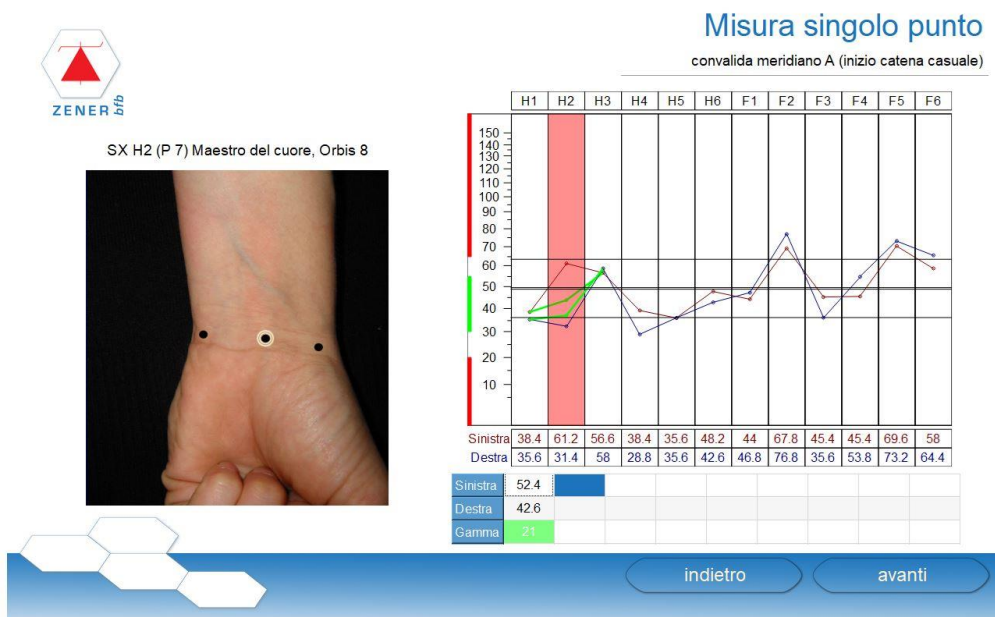 Misura singolo punto
convalida meridiano A (inizio catena casuale)
ZENER bfb
SX H2 (P 7) Maestro del cuore, Orbis 8
H1 H2 H3 H4 H5 H6 F1 F2 F3 F4 F5 F6
150
140
130
120
110
100
90
80
70
60
50
40
30
20
10
Sinistra 38.4 61.2 56.6 38.4 35.6 48.2 44 67.8 45.4 45.4 69.6 58
Destra 35.6 31.4 58 28.8 35.6 42.6 46.8 76.8 35.6 53.8 73.2 64.4
Sinistra 52.4
Destra 42.6
Gamma 21
indietro avanti